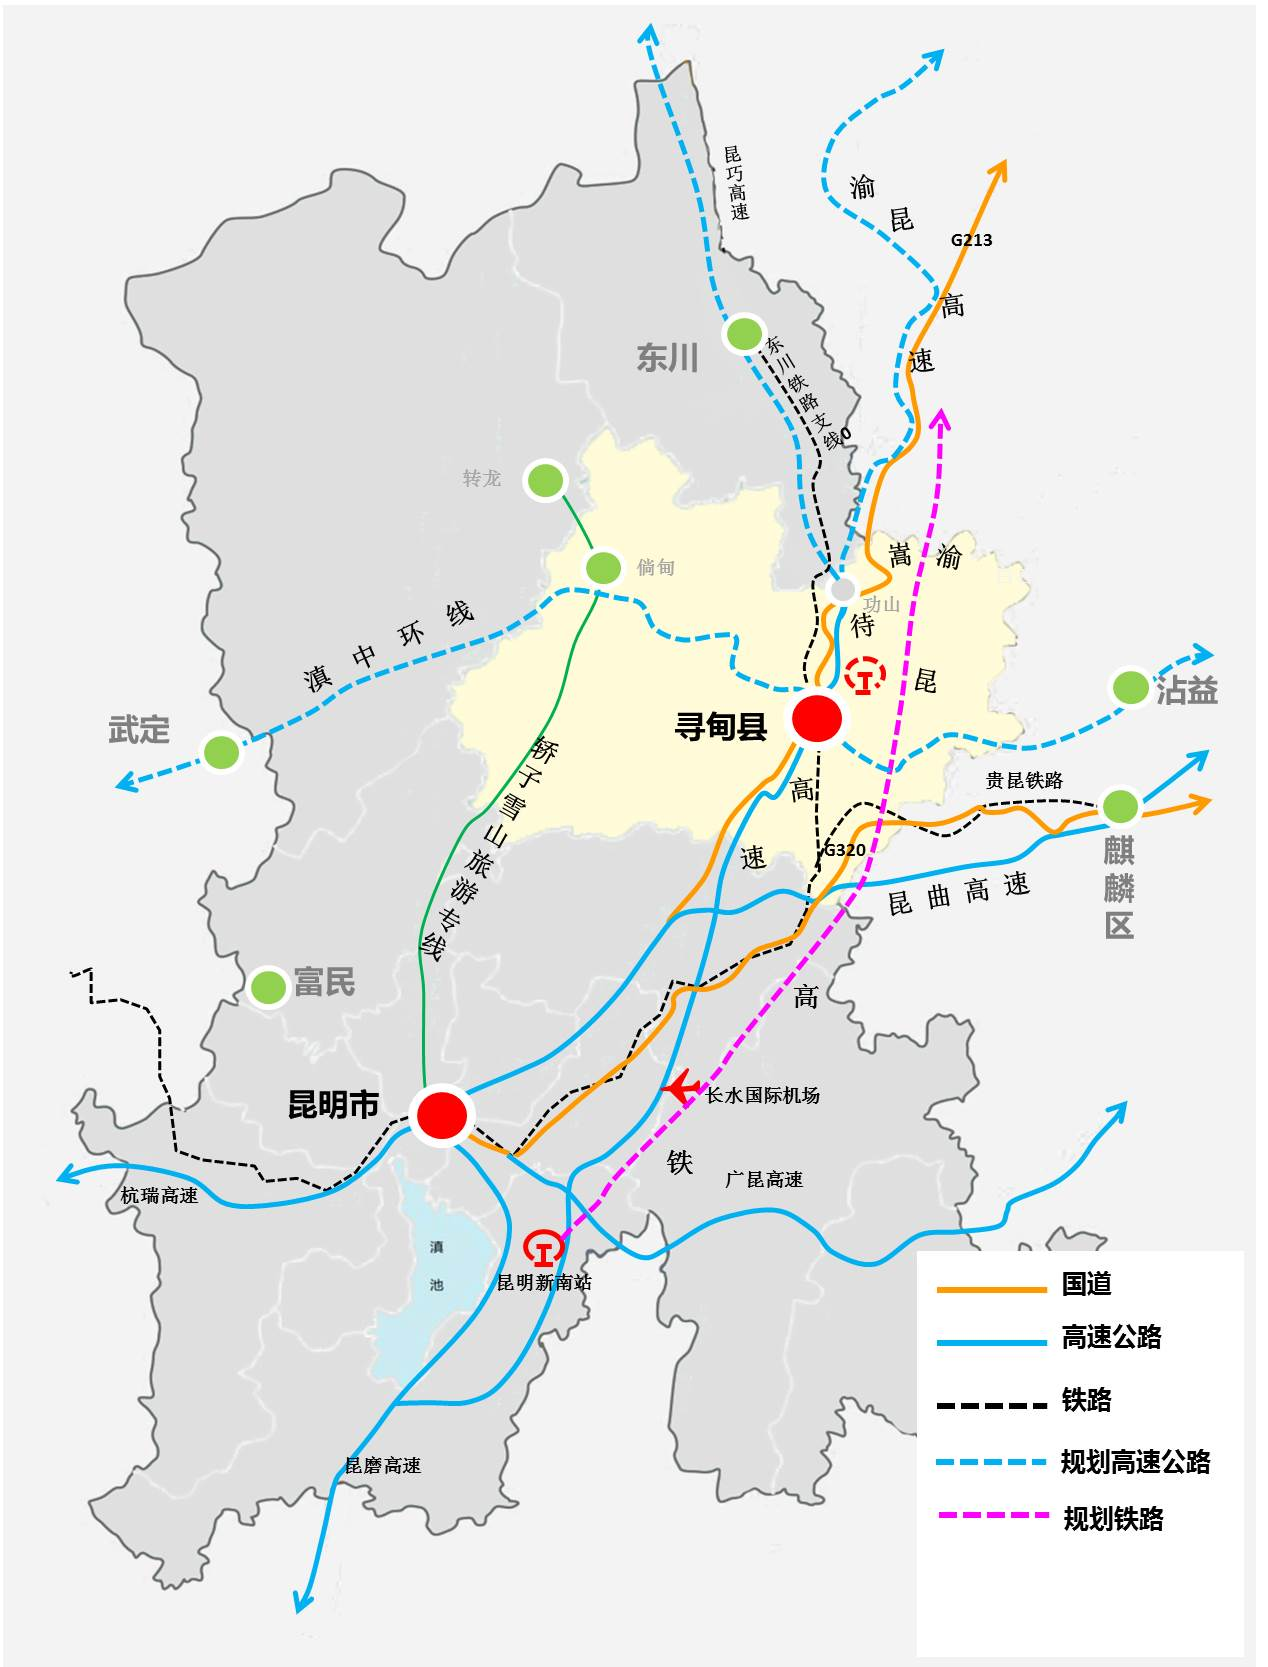 昆巧高速
渝昆高速
G213
东川
东川铁路支线0
转龙
倘甸
功山
嵩待高速
渝昆高铁
滇中环线
武定
寻甸县
沾益
轿子雪山旅游专线
贵昆铁路
G320
麒麟区
昆曲高速
富民
昆明市
长水国际机场
杭瑞高速
广昆高速
滇池
昆明新南站
昆磨高速
国道
高速公路
铁路
规划高速公路
规划铁路